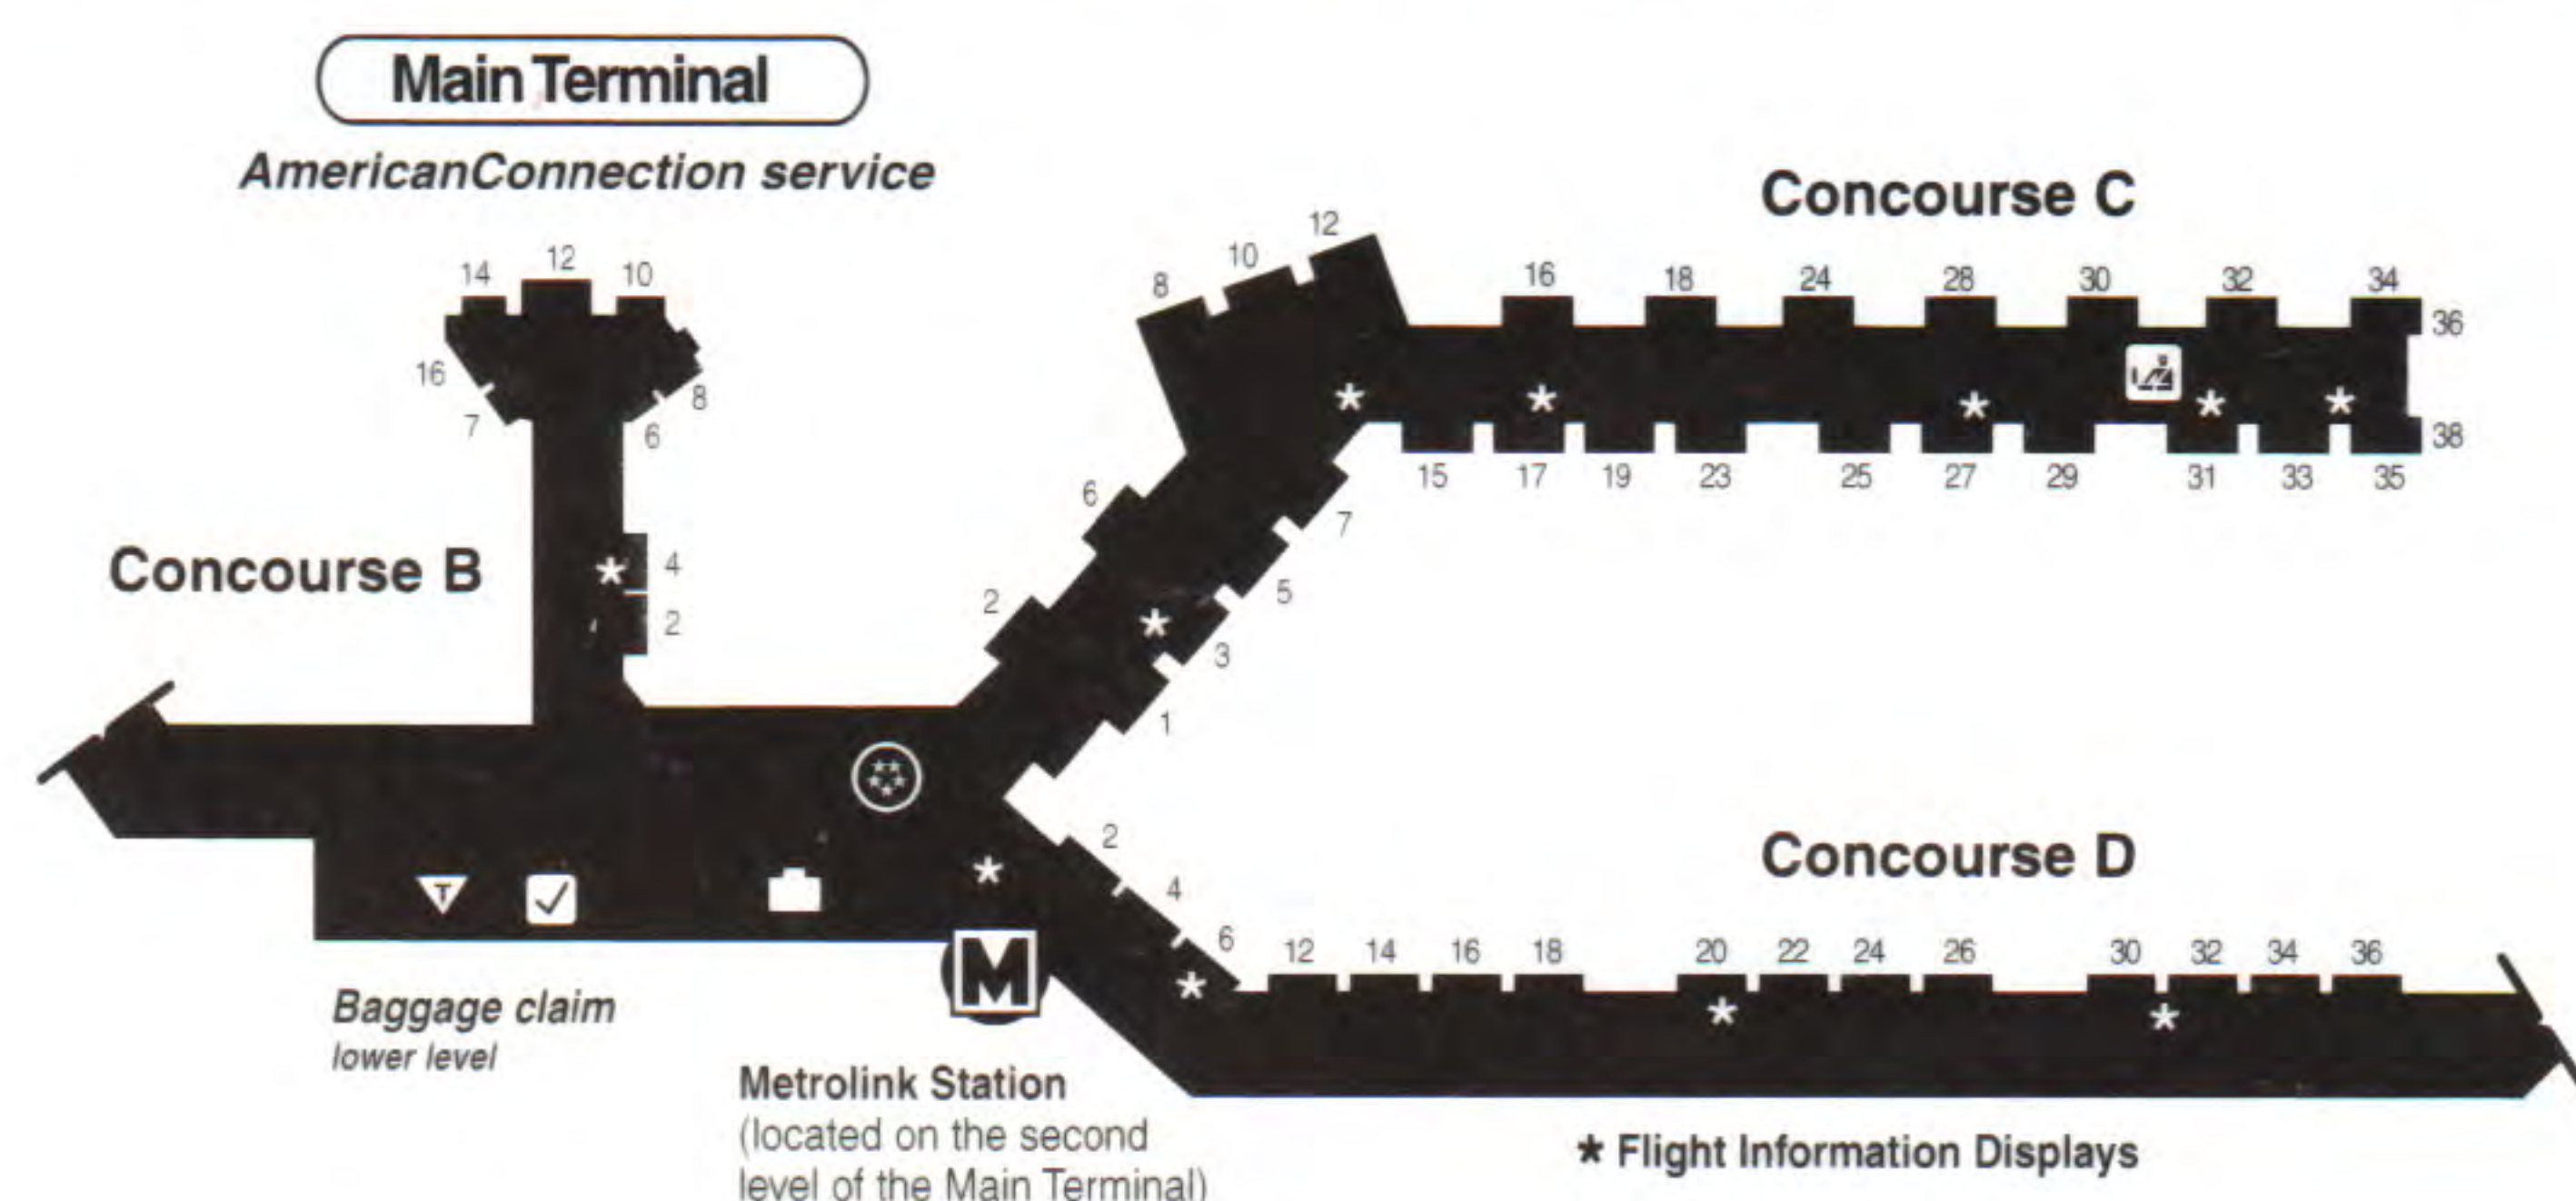 Main Terminal
AmericanConnection service
Concourse C
12
10
8
14 12 10
16 18 24 28 30 32 34
36
16
7
8
6
38
15 17 19 23 25 27 29 31 33 35
6
7
Concourse B
4
2
2
5
3
1
T
2
4
6
Concourse D
12 14 16 18 20 22 24 26 30 32 34 36
M
Baggage claim
lower level
Metrolink Station
(located on the second
level of the Main Terminal)
* Flight Information Displays